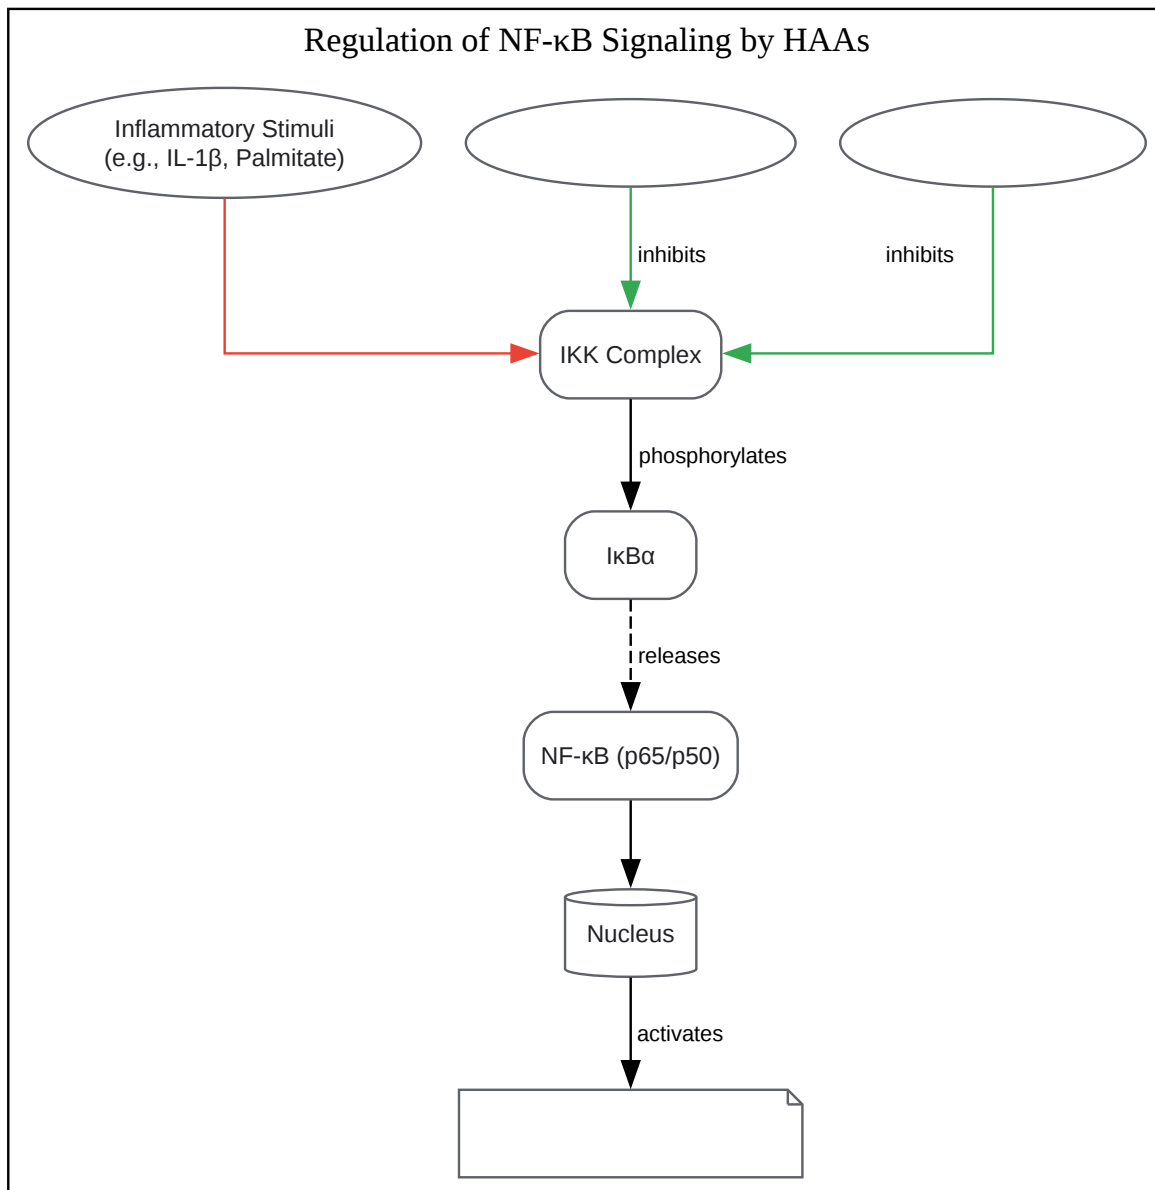 Regulation of NF-κB Signaling by HAAs
Inflammatory Stimuli
(e.g., IL-1β, Palmitate)
inhibits
inhibits
IKK Complex
phosphorylates
IκBα
releases
NF-κB (p65/p50)
Nucleus
activates